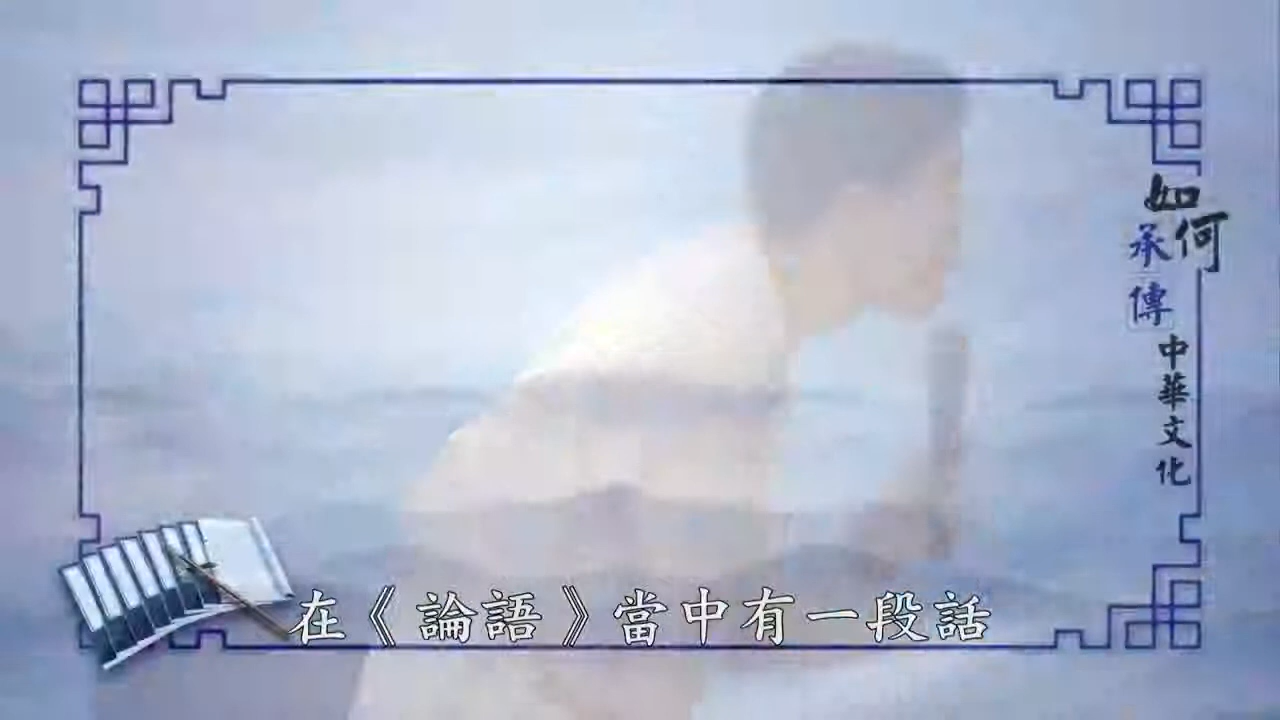 如何
承傳
中華文化
在《論語》當中有一段話